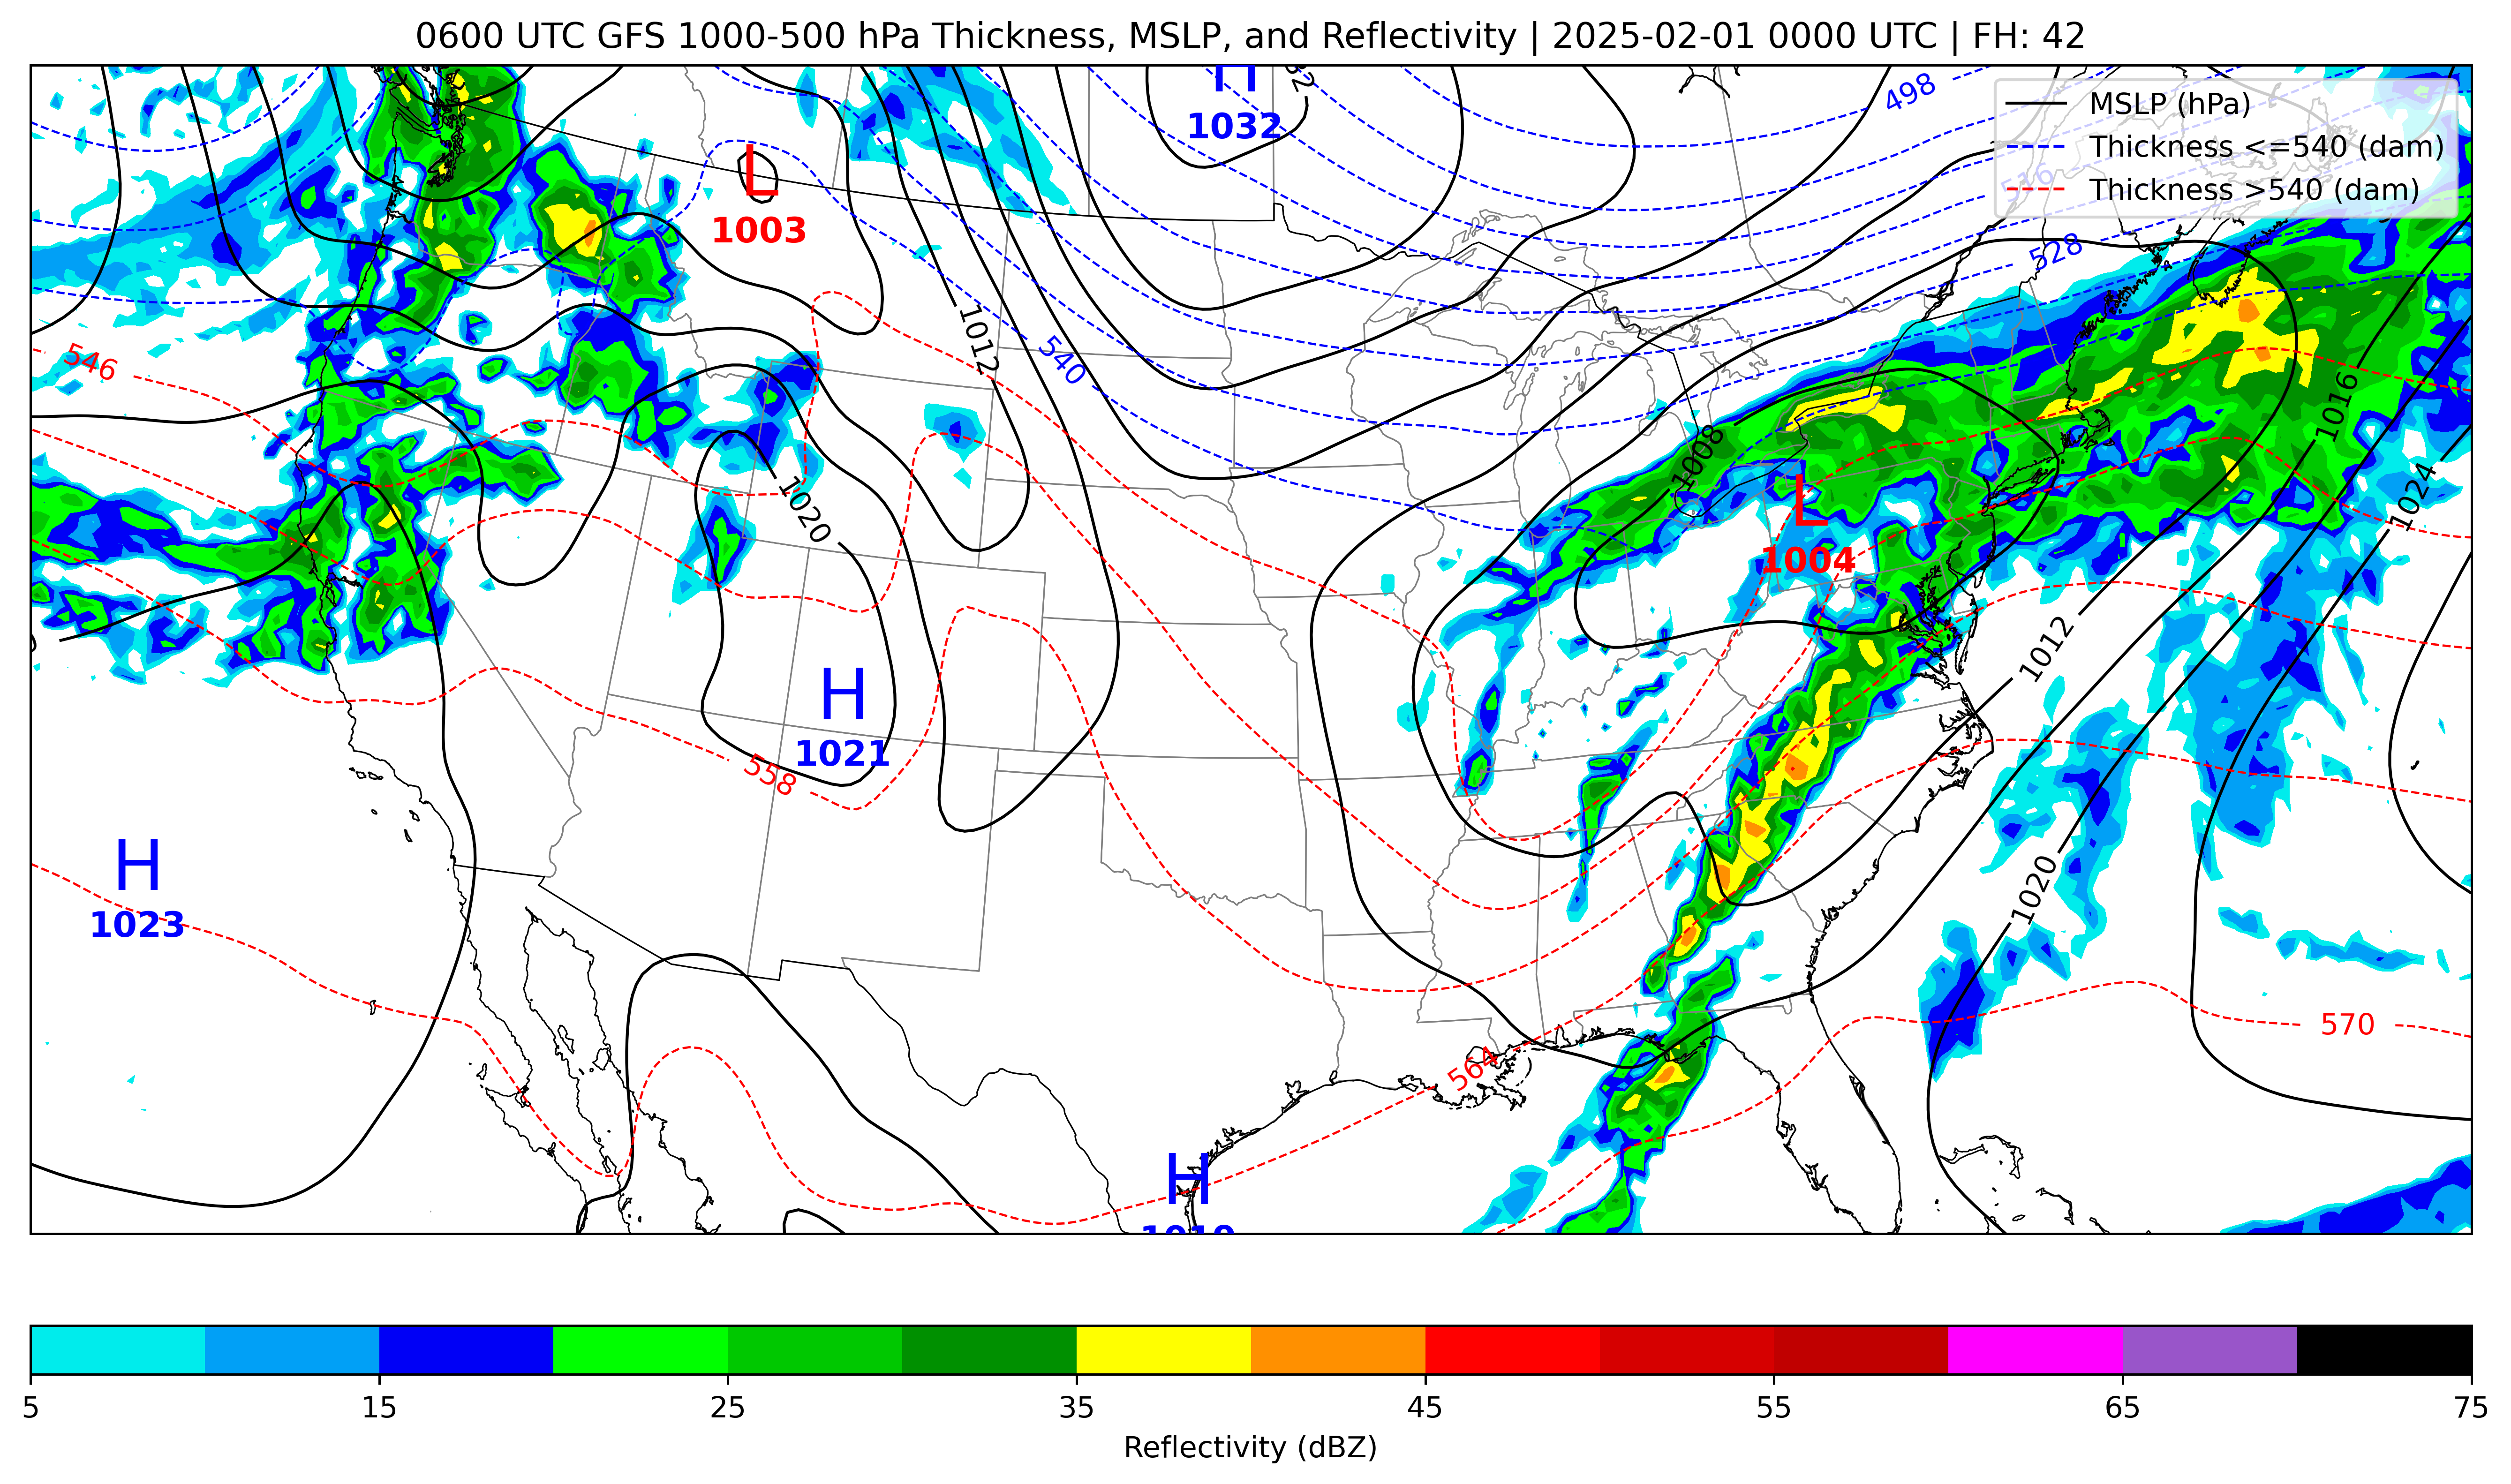 0600 UTC GFS 1000-500 hPa Thickness, MSLP, and Reflectivity | 2025-02-01 0000 UTC | FH: 42
H
1032
498
MSLP (hPa)
Thickness <=540 (dam)
Thickness >540 (dam)
516
528
L
1003
1012
540
546
1016
1008
1024
1020
L
1004
1012
H
1021
558
H
1023
1020
570
564
H
1019
5
15
25
35
45
55
65
75
Reflectivity (dBZ)